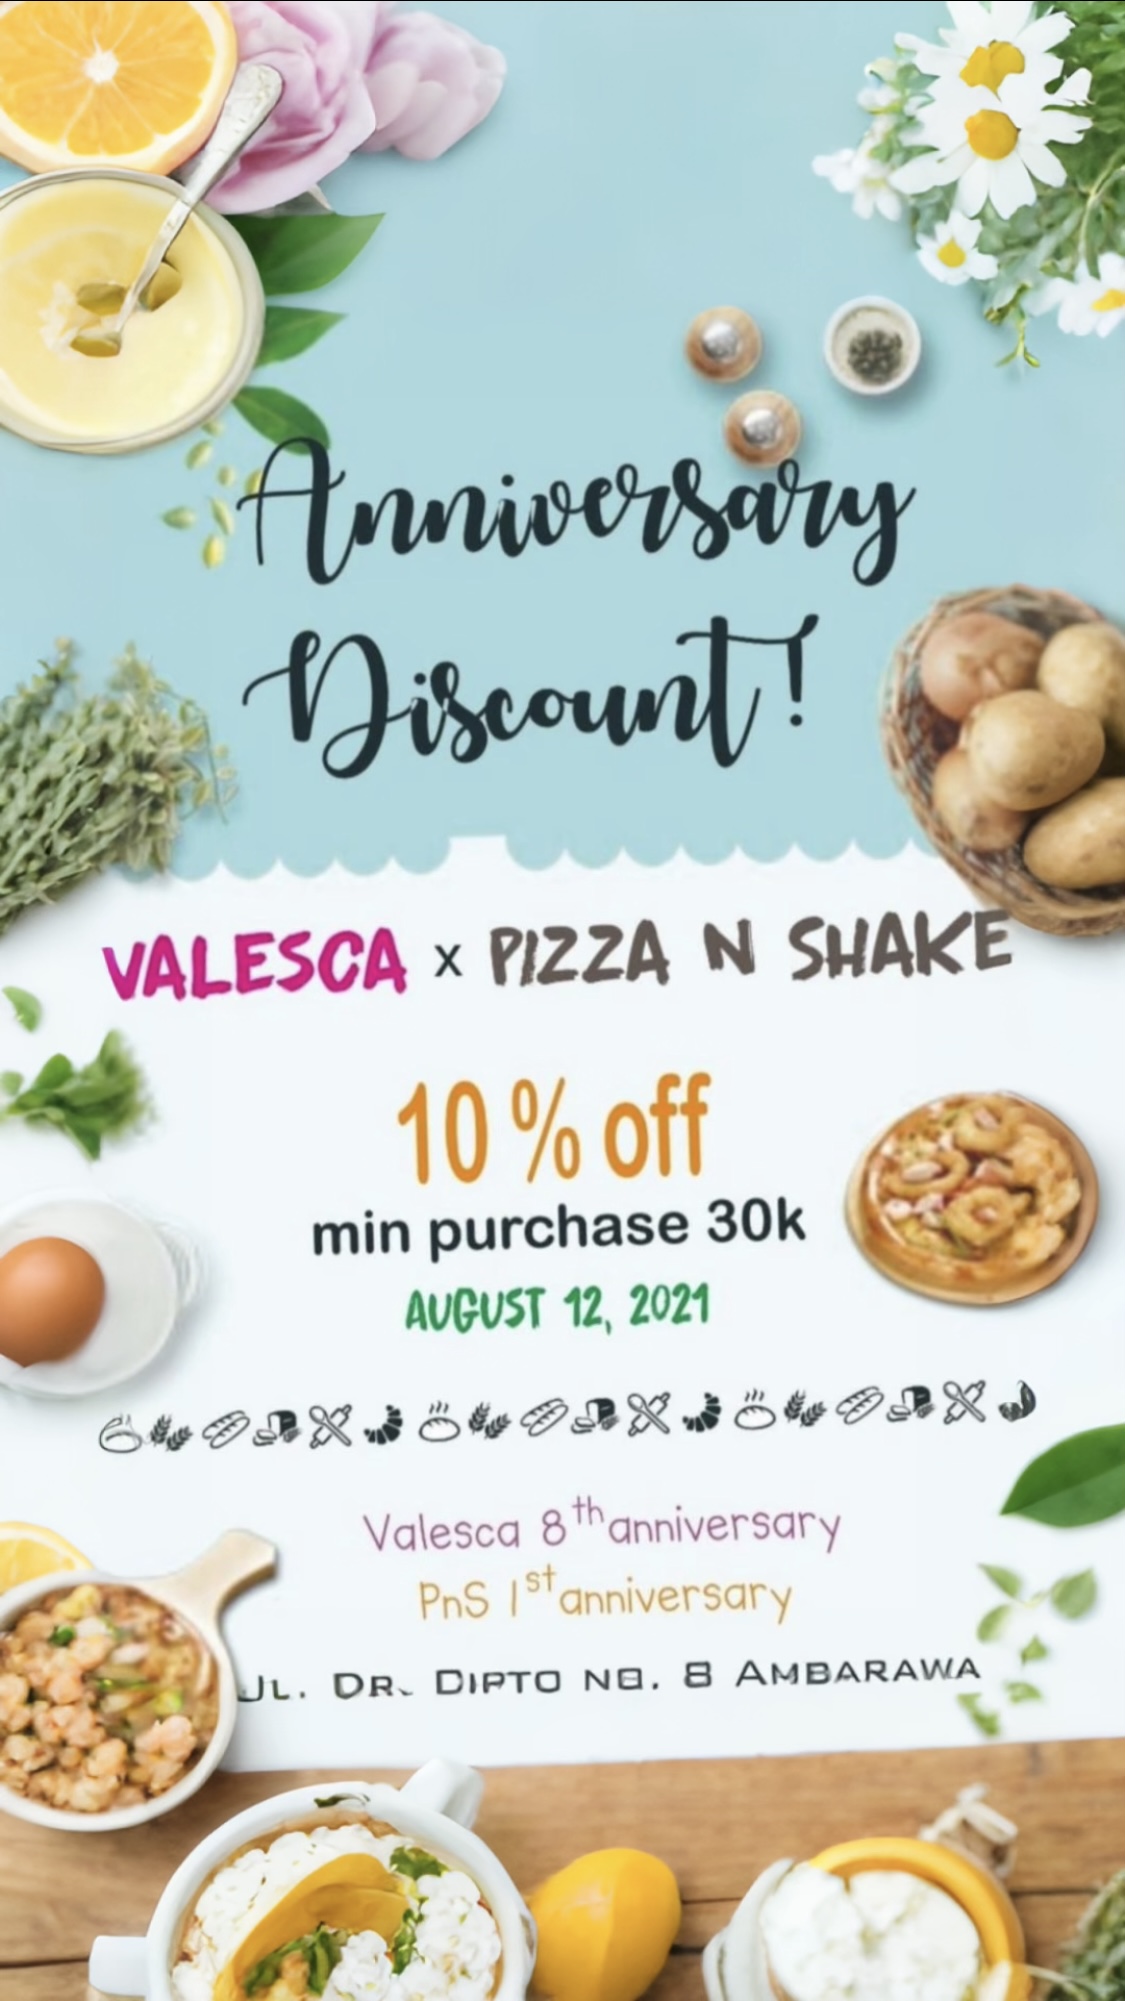 Anniversary
Discount!
VALESCA x PIZZA N SHAKE
10 % off
min purchase 30k
AUGUST 12, 2021
Valesca 8th anniversary
PnS 1st anniversary
JL. DR. DIPTO NO. 8 AMBARAWA